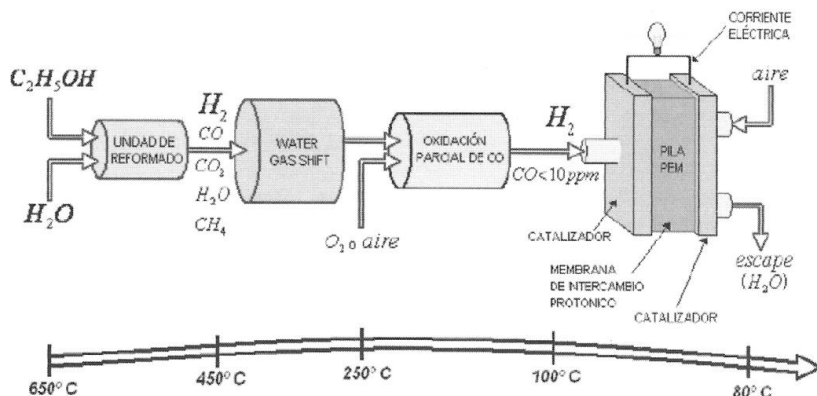 C₂H₅OH
H₂O
UNIDAD DE
REFORMADO
H₂
CO
CO₂
H₂O
CH₄
WATER
GAS SHIFT
O₂ o aire
OXIDACIÓN
PARCIAL DE CO
H₂
CO<10ppm
CORRIENTE
ELÉCTRICA
aire
PILA
PEM
CATALIZADOR
MEMBRANA
DE INTERCAMBIO
PROTONICO
CATALIZADOR
escape
(H₂O)
650° C
450° C
250° C
100° C
80° C